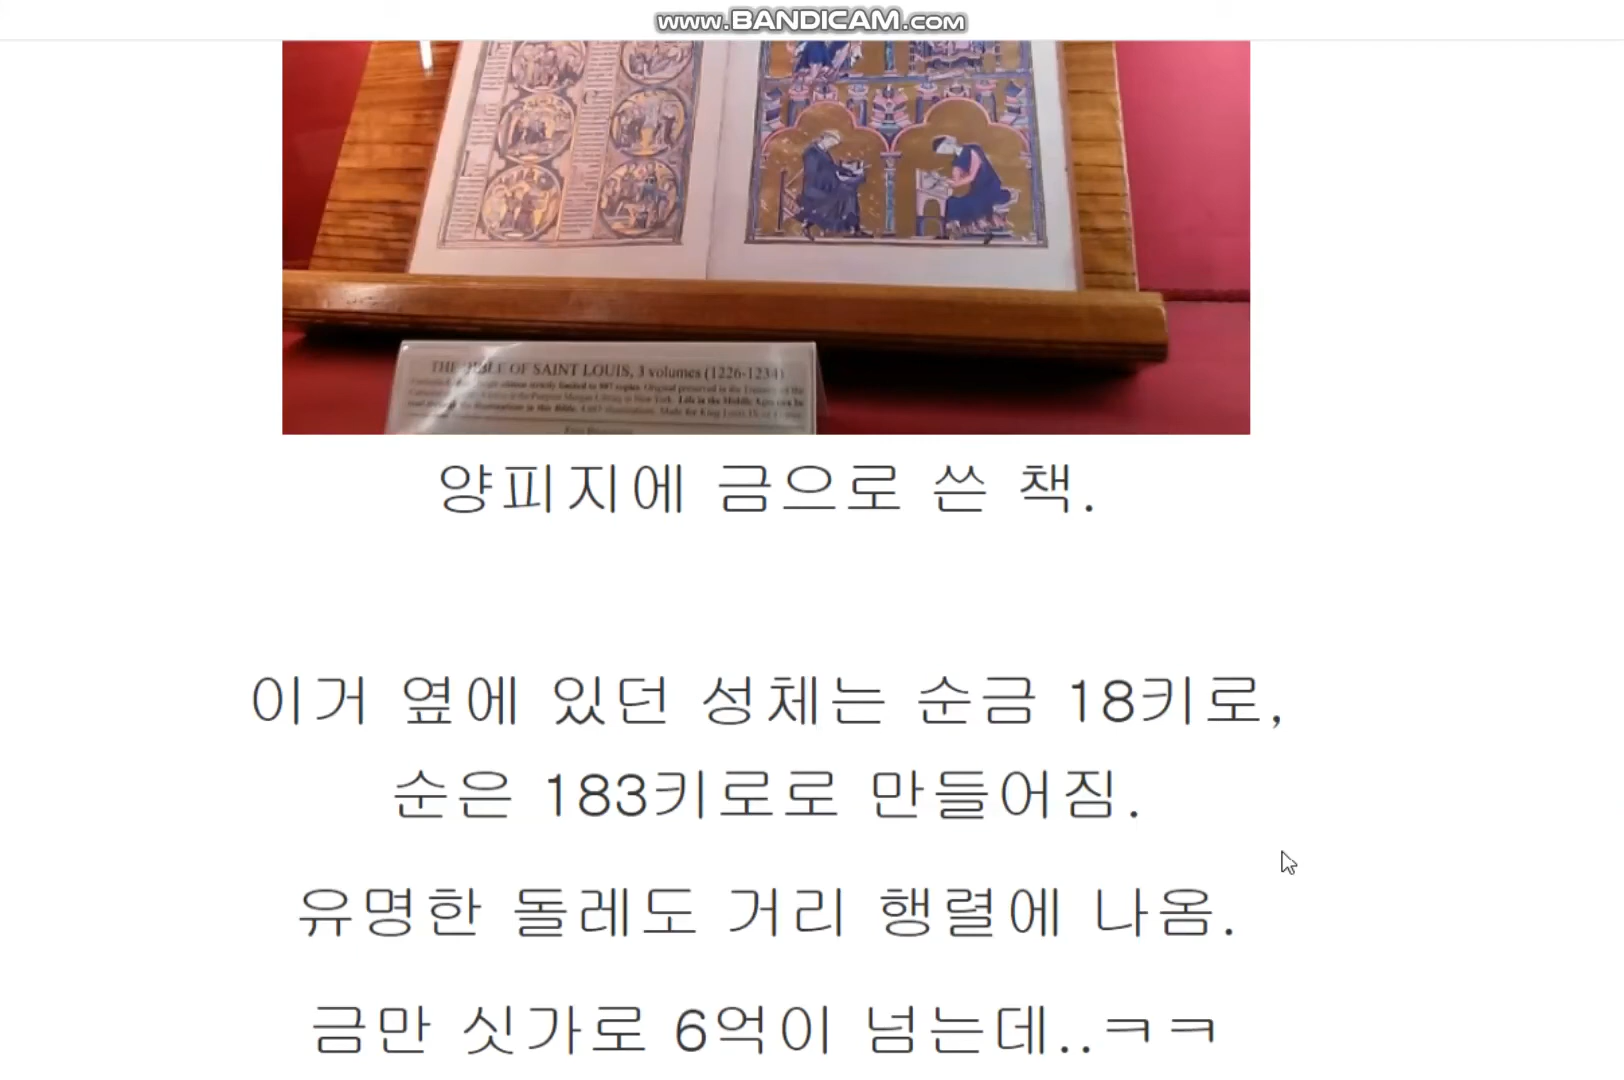 www.BANDICAM.com
THE BIBLE OF SAINT LOUIS, 3 volumes (1226-1234)
양피지에 금으로 쓴 책.
이거 옆에 있던 성체는 순금 18키로,
순은 183키로로 만들어짐.
유명한 돌레도 거리 행렬에 나옴.
금만 싯가로 6억이 넘는데..ㅋㅋ